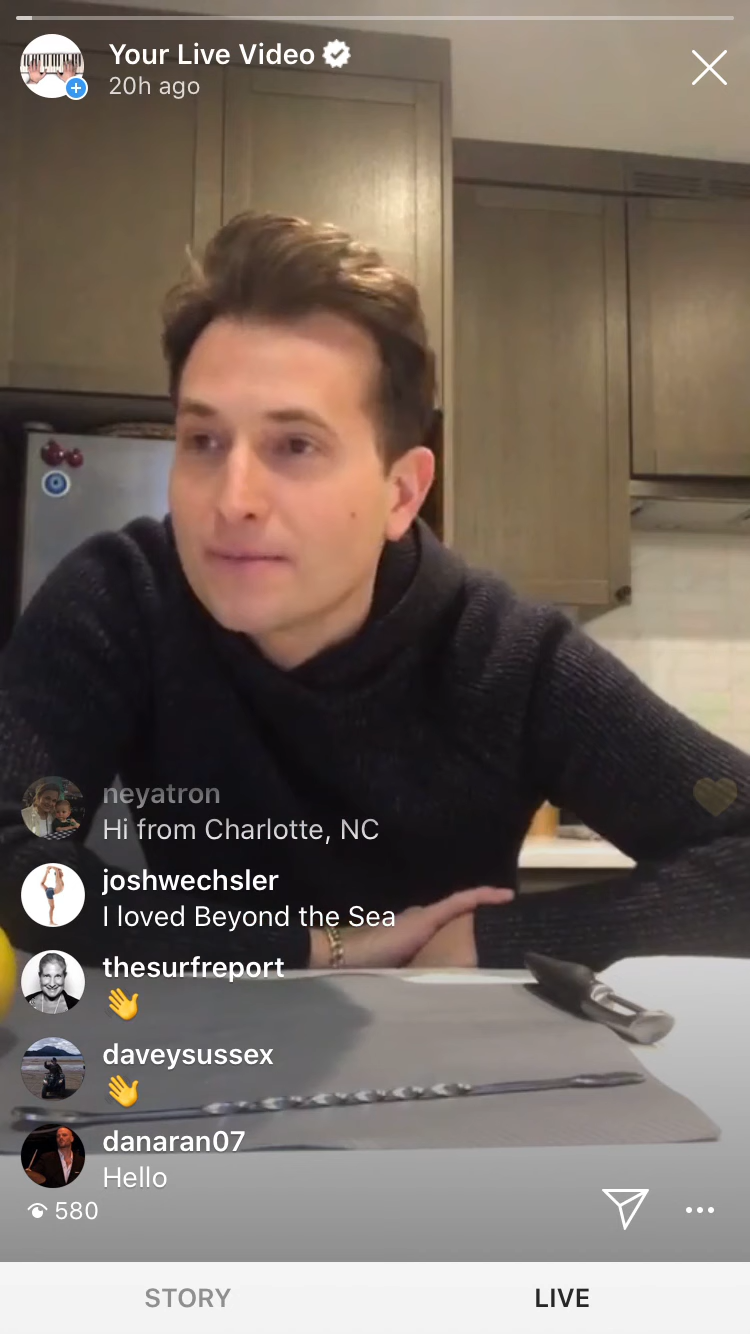 Your Live Video
20h ago
neyatron
Hi from Charlotte, NC
joshwechsler
I loved Beyond the Sea
thesurfreport
👋
daveysussex
👋
danaran07
Hello
580
STORY
LIVE